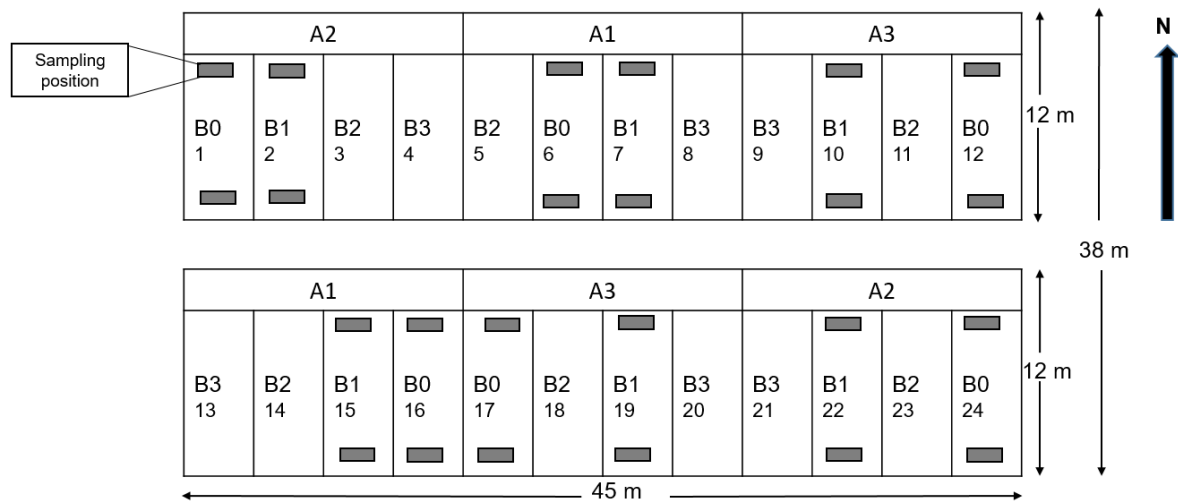 A2 A1 A3
N
Sampling
position
B0 B1 B2 B3 B2 B0 B1 B3 B3 B1 B2 B0
1 2 3 4 5 6 7 8 9 10 11 12
12 m
38 m
A1 A3 A2
B3 B2 B1 B0 B0 B2 B1 B3 B3 B1 B2 B0
13 14 15 16 17 18 19 20 21 22 23 24
12 m
45 m